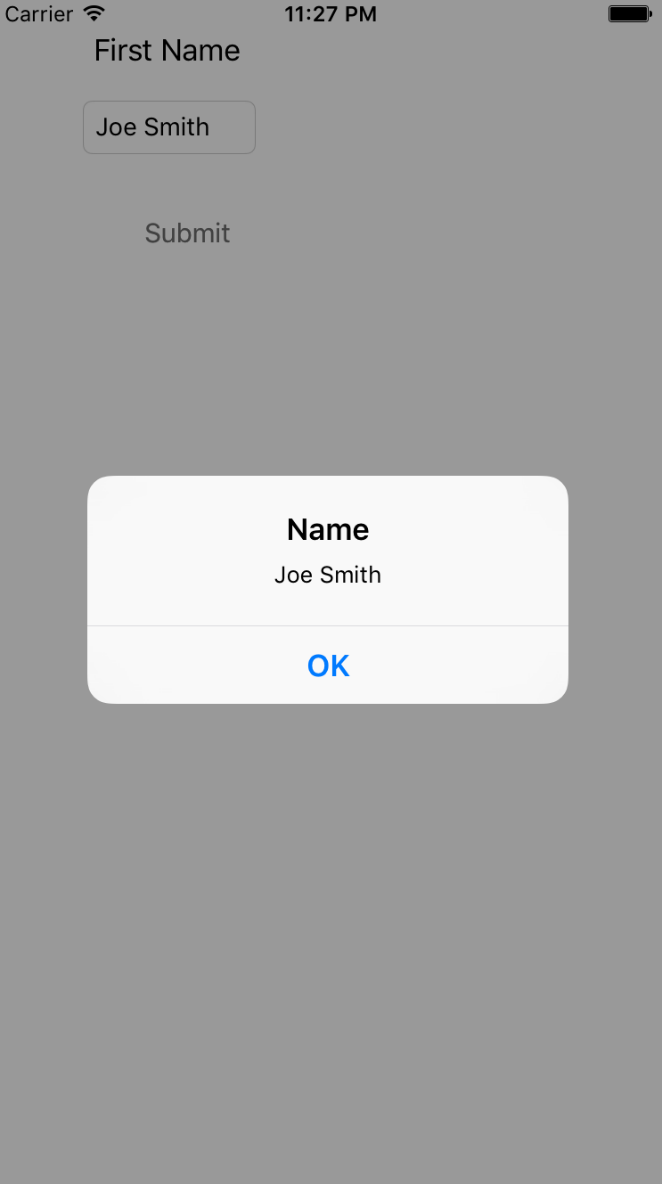 Carrier 11:27 PM
First Name
Joe Smith
Submit
Name
Joe Smith
OK